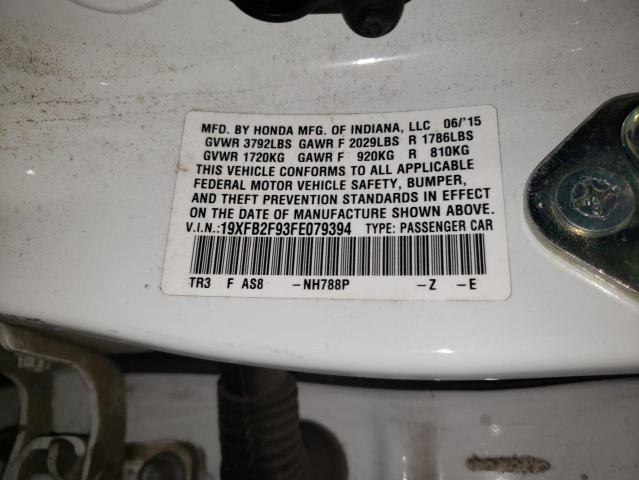 MFD. BY HONDA MFG. OF INDIANA, LLC 06/'15
GVWR 3792LBS GAWR F 2029LBS R 1786LBS
GVWR 1720KG GAWR F 920KG R 810KG
THIS VEHICLE CONFORMS TO ALL APPLICABLE
FEDERAL MOTOR VEHICLE SAFETY, BUMPER,
AND THEFT PREVENTION STANDARDS IN EFFECT
ON THE DATE OF MANUFACTURE SHOWN ABOVE.
V.I.N.:19XFB2F93FE079394 TYPE: PASSENGER CAR
TR3 F AS8 -NH788P -Z -E